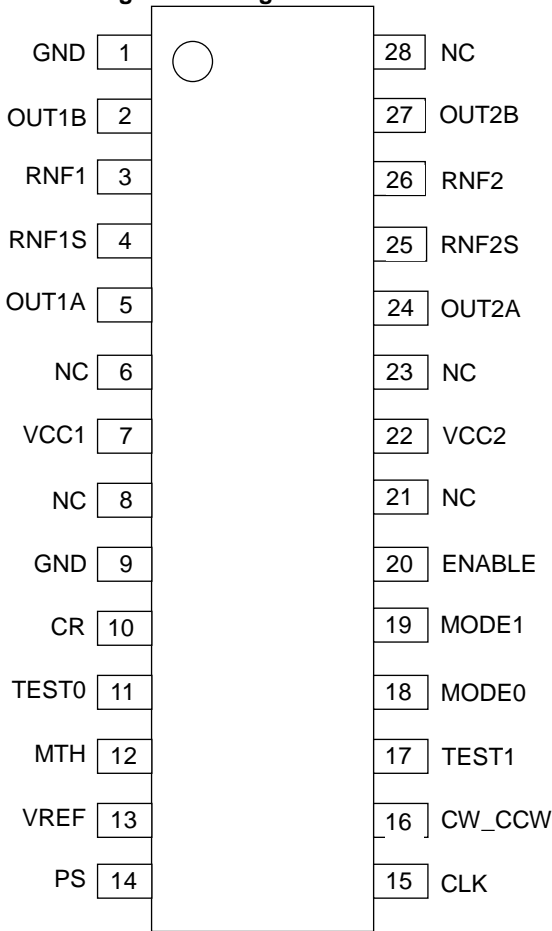 GND 1 28 NC
OUT1B 2 27 OUT2B
RNF1 3 26 RNF2
RNF1S 4 25 RNF2S
OUT1A 5 24 OUT2A
NC 6 23 NC
VCC1 7 22 VCC2
NC 8 21 NC
GND 9 20 ENABLE
CR 10 19 MODE1
TEST0 11 18 MODE0
MTH 12 17 TEST1
VREF 13 16 CW_CCW
PS 14 15 CLK